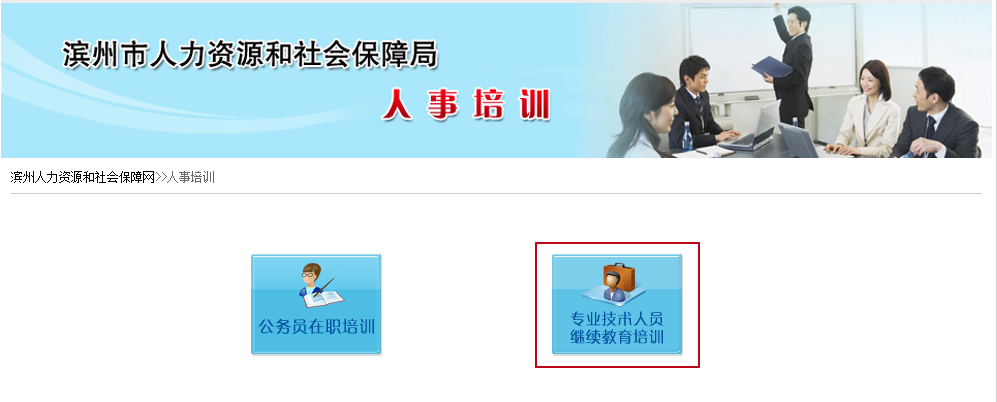 滨州市人力资源和社会保障局
人事培训
滨州人力资源和社会保障网>>人事培训
公务员在职培训
专业技术人员
继续教育培训